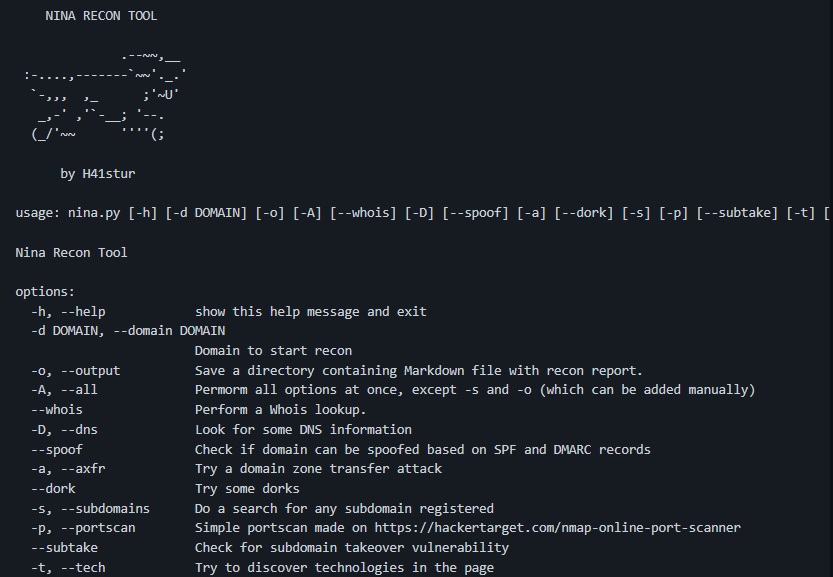 NINA RECON TOOL
                .--~~,__
   :-....,-------`~~'._.'
    `-,,,  ,_      ;'~U'
     _,-' ,'`-__; '--.
    (_/'~~      ''''(;
by H41stur
usage: nina.py [-h] [-d DOMAIN] [-o] [-A] [--whois] [-D] [--spoof] [-a] [--dork] [-s] [-p] [--subtake] [-t] [
Nina Recon Tool
options:
-h, --help show this help message and exit
-d DOMAIN, --domain DOMAIN
Domain to start recon
-o, --output Save a directory containing Markdown file with recon report.
-A, --all Permorm all options at once, except -s and -o (which can be added manually)
--whois Perform a Whois lookup.
-D, --dns Look for some DNS information
--spoof Check if domain can be spoofed based on SPF and DMARC records
-a, --axfr Try a domain zone transfer attack
--dork Try some dorks
-s, --subdomains Do a search for any subdomain registered
-p, --portscan Simple portscan made on https://hackertarget.com/nmap-online-port-scanner
--subtake Check for subdomain takeover vulnerability
-t, --tech Try to discover technologies in the page